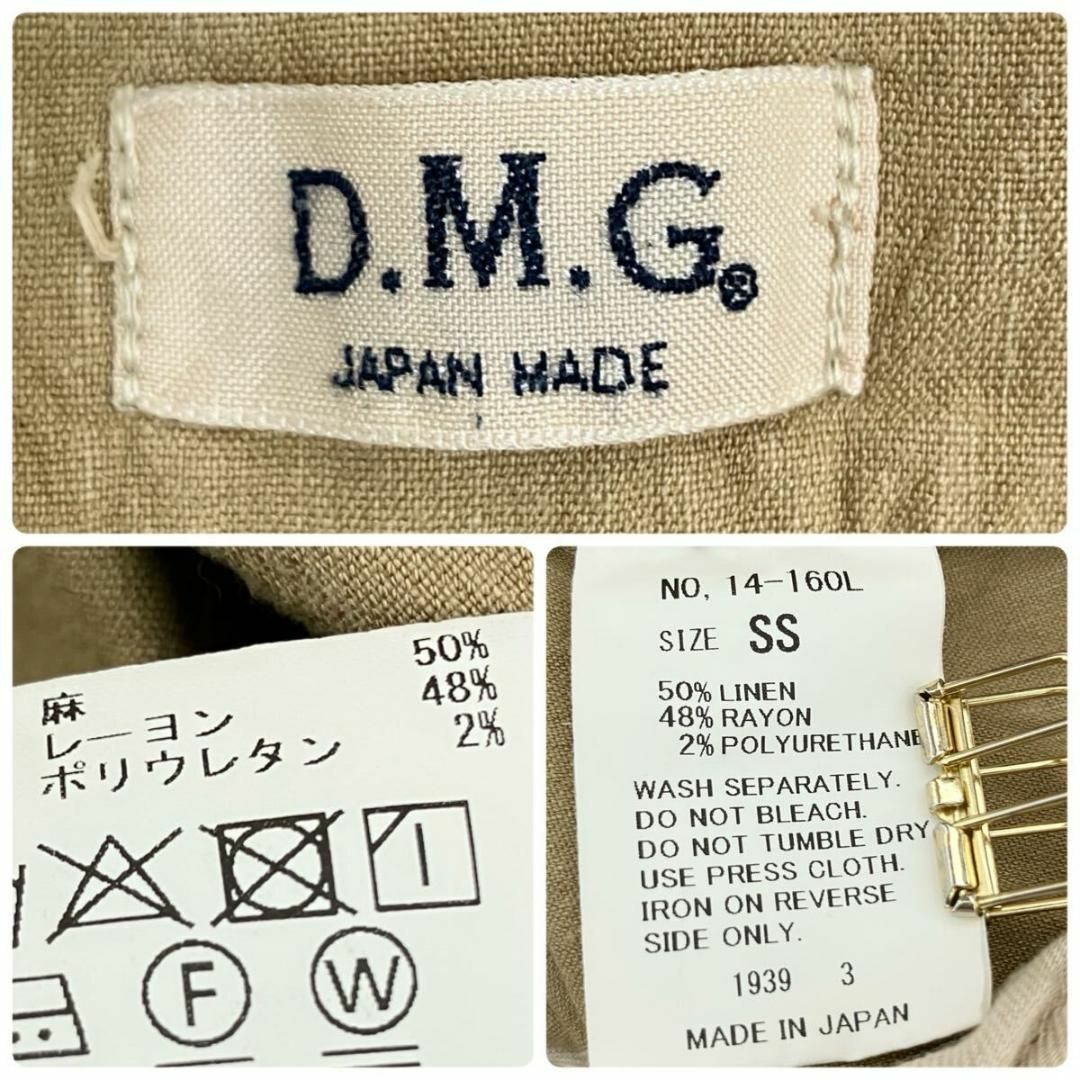 D.M.G®
JAPAN MADE
麻 50%
レーヨン 48%
ポリウレタン 2%
F W
NO, 14-160L
SIZE SS
50% LINEN
48% RAYON
2% POLYURETHANE
WASH SEPARATELY.
DO NOT BLEACH.
DO NOT TUMBLE DRY
USE PRESS CLOTH.
IRON ON REVERSE
SIDE ONLY.
1939 3
MADE IN JAPAN